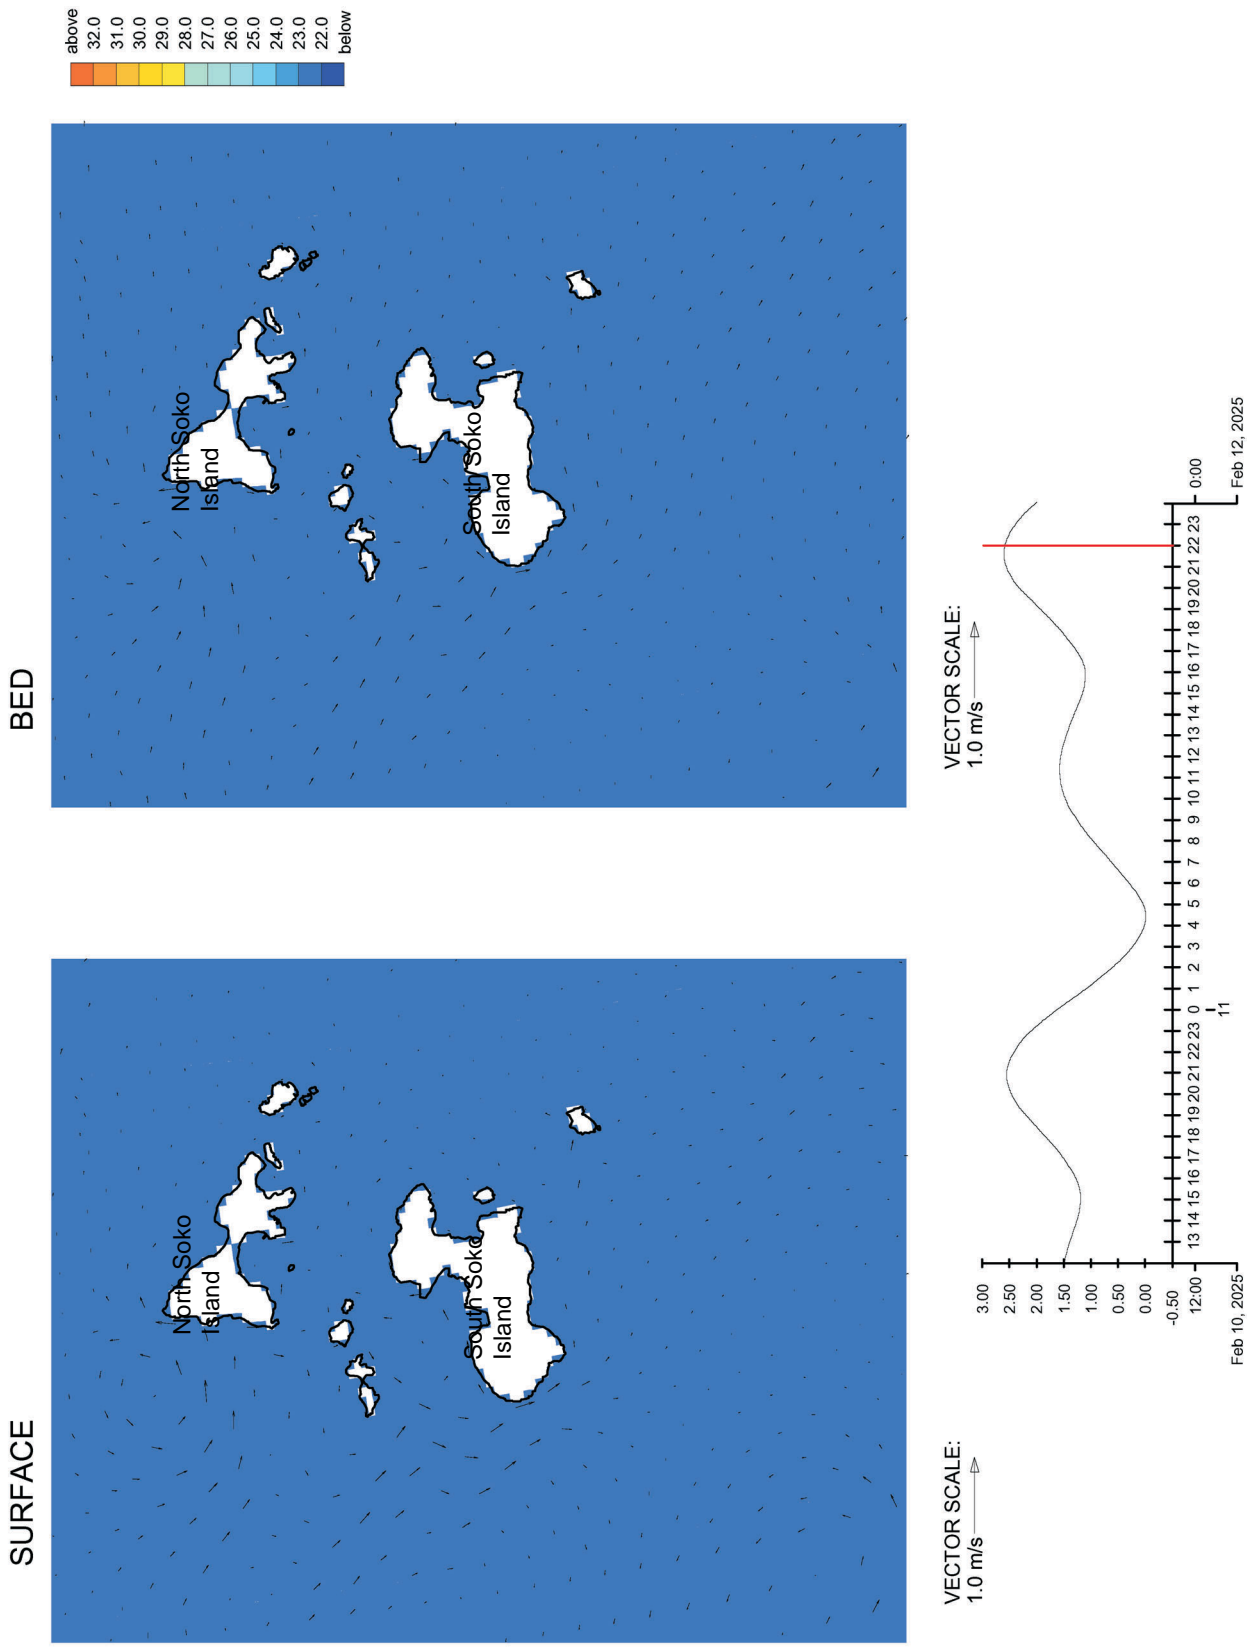 SURFACE
BED
above
32.0
31.0
30.0
29.0
28.0
27.0
26.0
25.0
24.0
23.0
22.0
below
North Soko
Island
South Soko
Island
North Soko
Island
South Soko
Island
VECTOR SCALE:
1.0 m/s
VECTOR SCALE:
1.0 m/s
3.00
2.50
2.00
1.50
1.00
0.50
0.00
-0.50
13 14 15 16 17 18 19 20 21 22 23 0 1 2 3 4 5 6 7 8 9 10 11 12 13 14 15 16 17 18 19 20 21 22 23
12:00
0:00
11
Feb 10, 2025
Feb 12, 2025